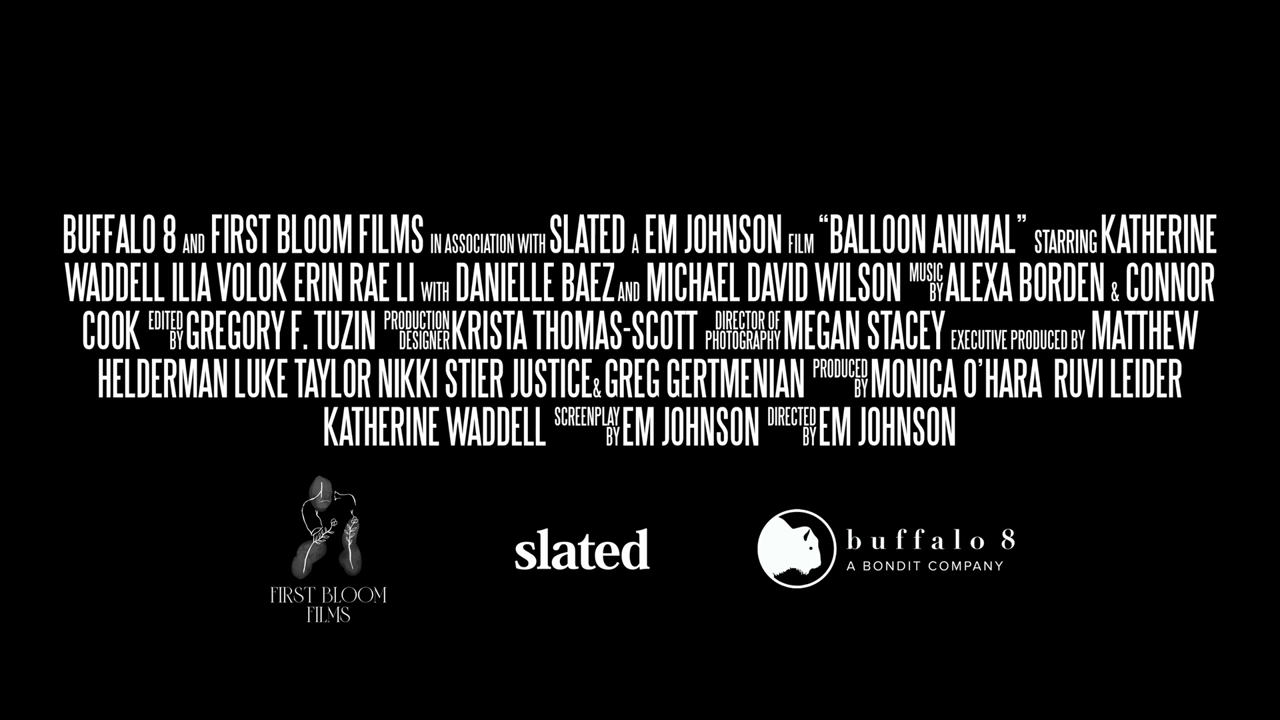 BUFFALO 8 AND FIRST BLOOM FILMS IN ASSOCIATION WITH SLATED A EM JOHNSON FILM “BALLOON ANIMAL” STARRING KATHERINE
WADDELL ILIA VOLOK ERIN RAE LI WITH DANIELLE BAEZ AND MICHAEL DAVID WILSON MUSIC BY ALEXA BORDEN & CONNOR
COOK EDITED BY GREGORY F. TUZIN PRODUCTION DESIGNER KRISTA THOMAS-SCOTT DIRECTOR OF PHOTOGRAPHY MEGAN STACEY EXECUTIVE PRODUCED BY MATTHEW
HELDERMAN LUKE TAYLOR NIKKI STIER JUSTICE & GREG GERTMENIAN PRODUCED BY MONICA O’HARA RUVI LEIDER
KATHERINE WADDELL SCREENPLAY BY EM JOHNSON DIRECTED BY EM JOHNSON
FIRST BLOOM
FILMS
slated
buffalo 8
A BONDIT COMPANY